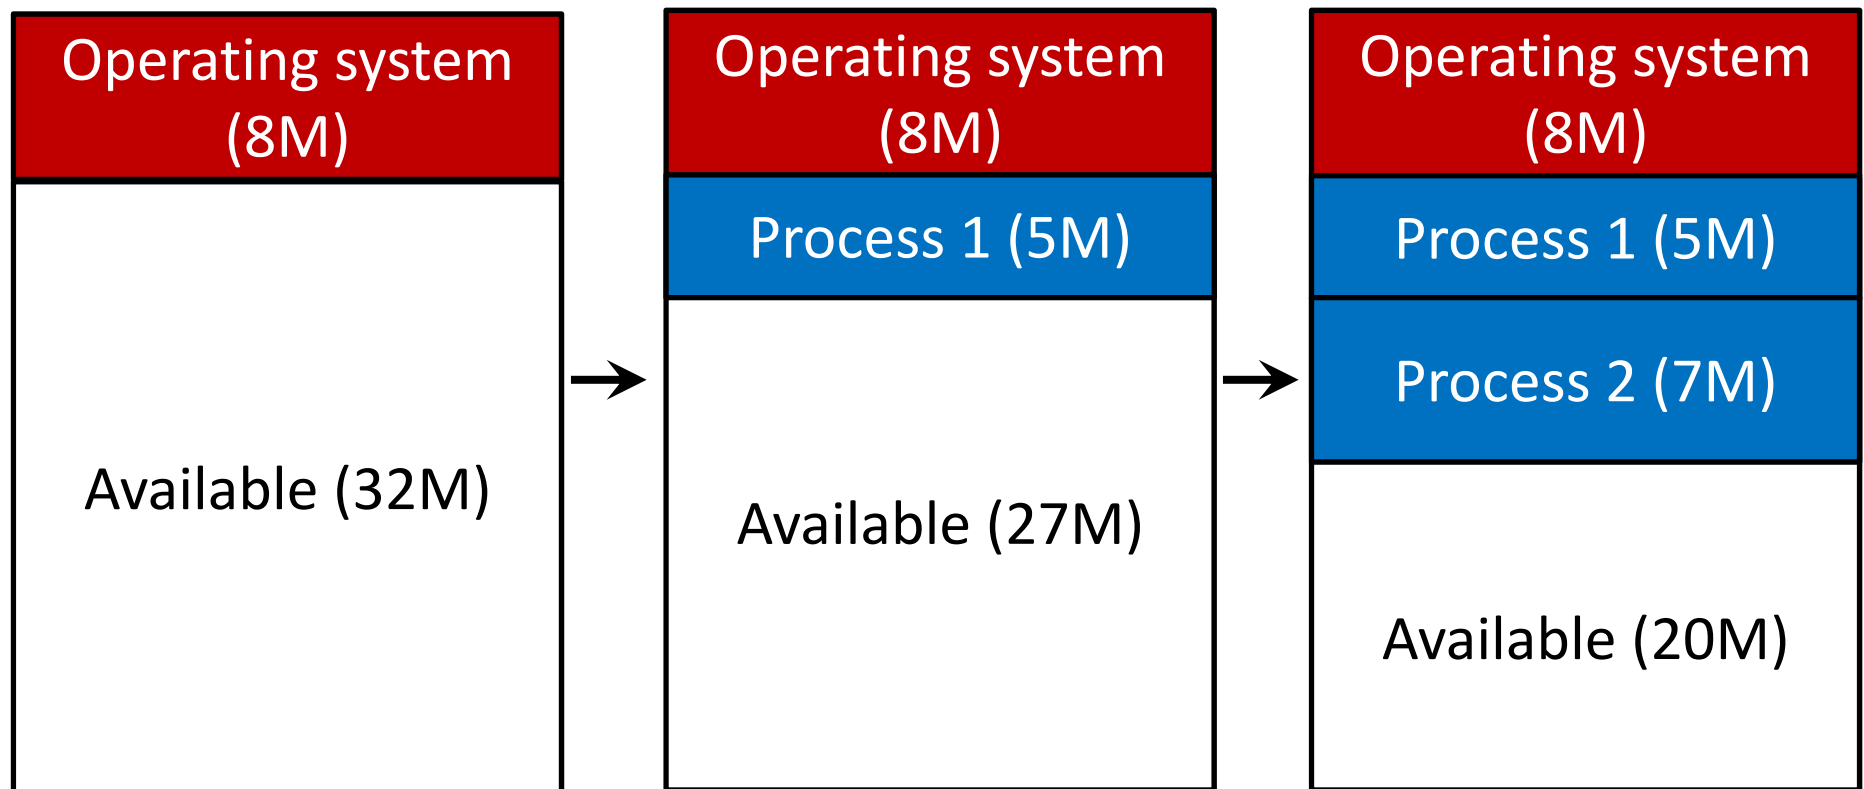 Operating system
(8M)
Available (32M)
Operating system
(8M)
Process 1 (5M)
Available (27M)
Operating system
(8M)
Process 1 (5M)
Process 2 (7M)
Available (20M)